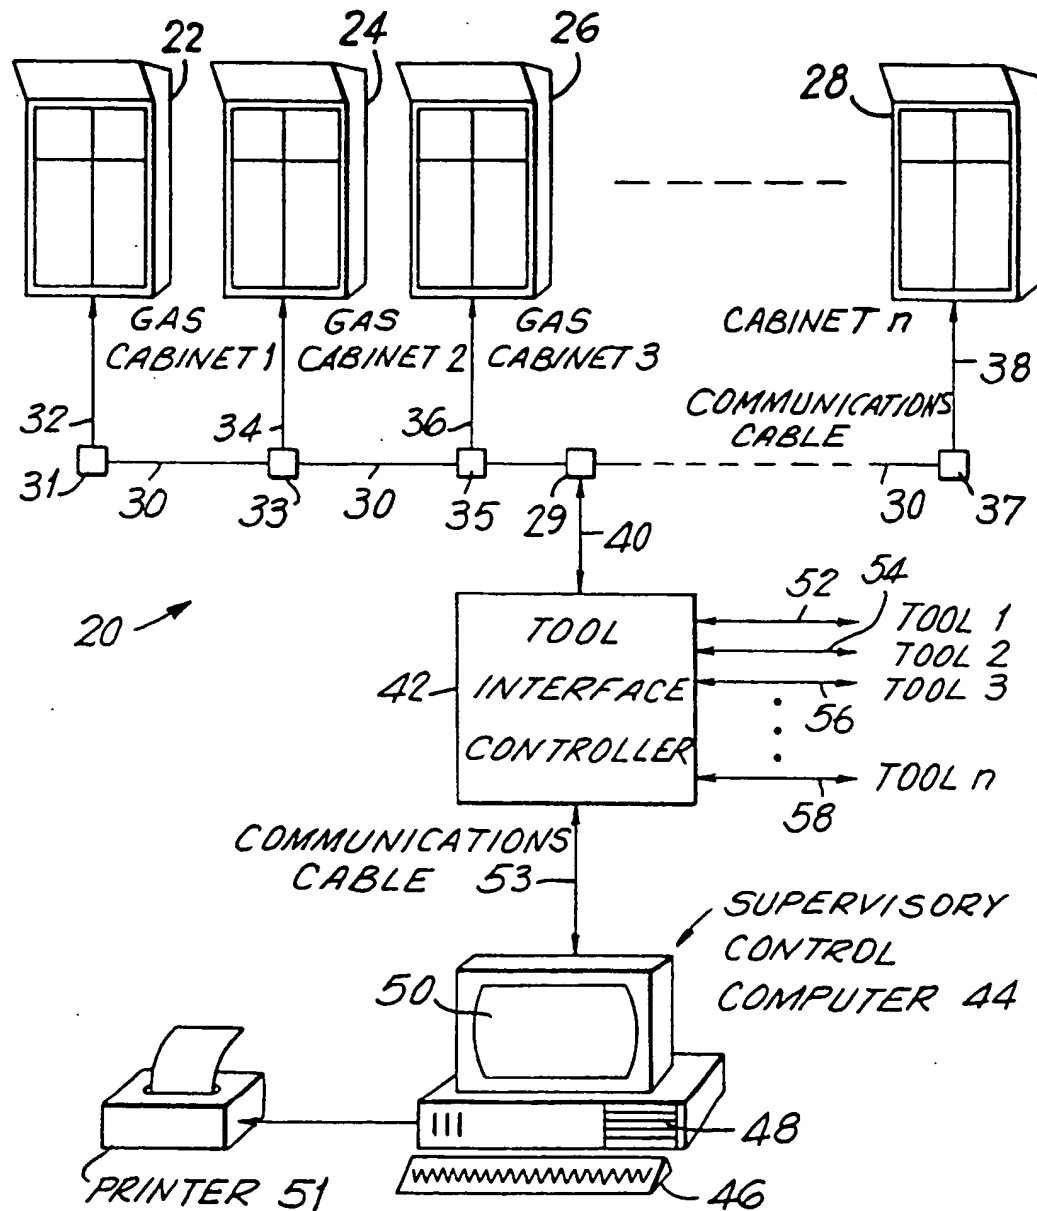 22
24
26
28
GAS
CABINET 1
GAS
CABINET 2
GAS
CABINET 3
CABINET n
32
34
36
38
COMMUNICATIONS
CABLE
31
30
33
30
35
29
40
30
37
20
42
TOOL
INTERFACE
CONTROLLER
52
54
TOOL 1
TOOL 2
TOOL 3
56
TOOL n
58
COMMUNICATIONS
CABLE 53
SUPERVISORY
CONTROL
COMPUTER 44
50
48
46
PRINTER 51